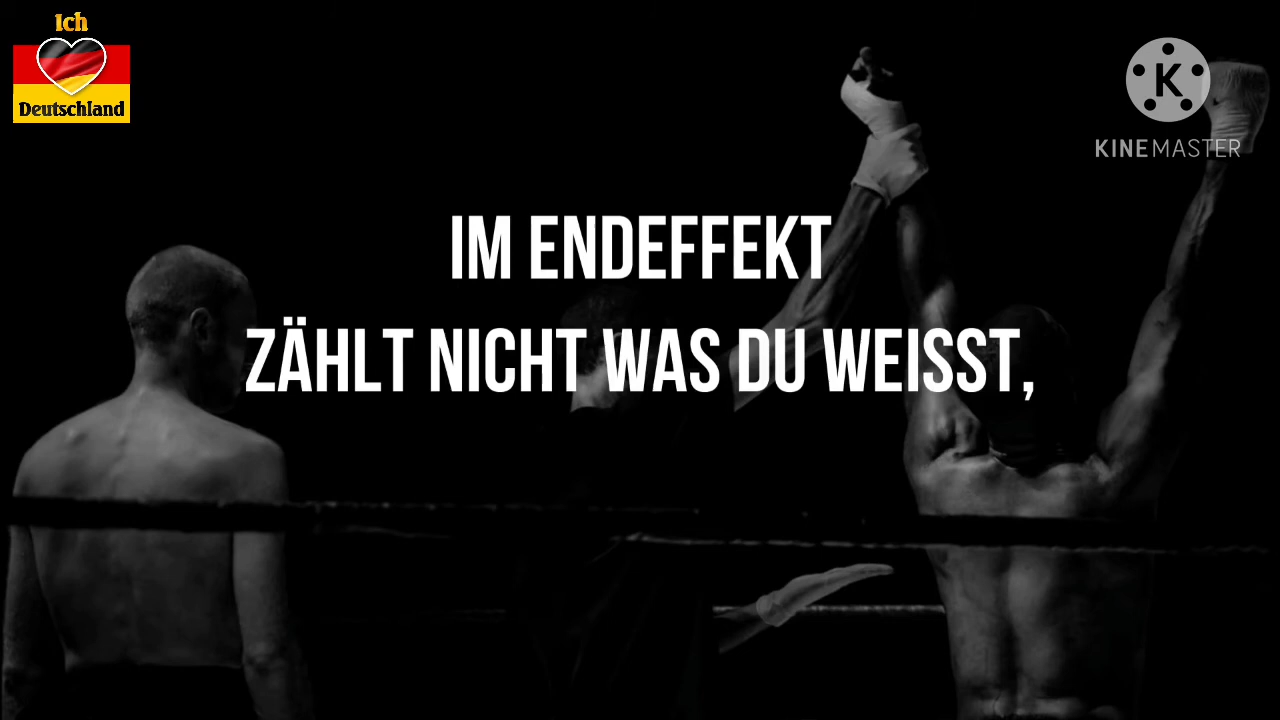 Ich
Deutschland
KINEMASTER
IM ENDEFFEKT
ZÄHLT NICHT WAS DU WEISST,